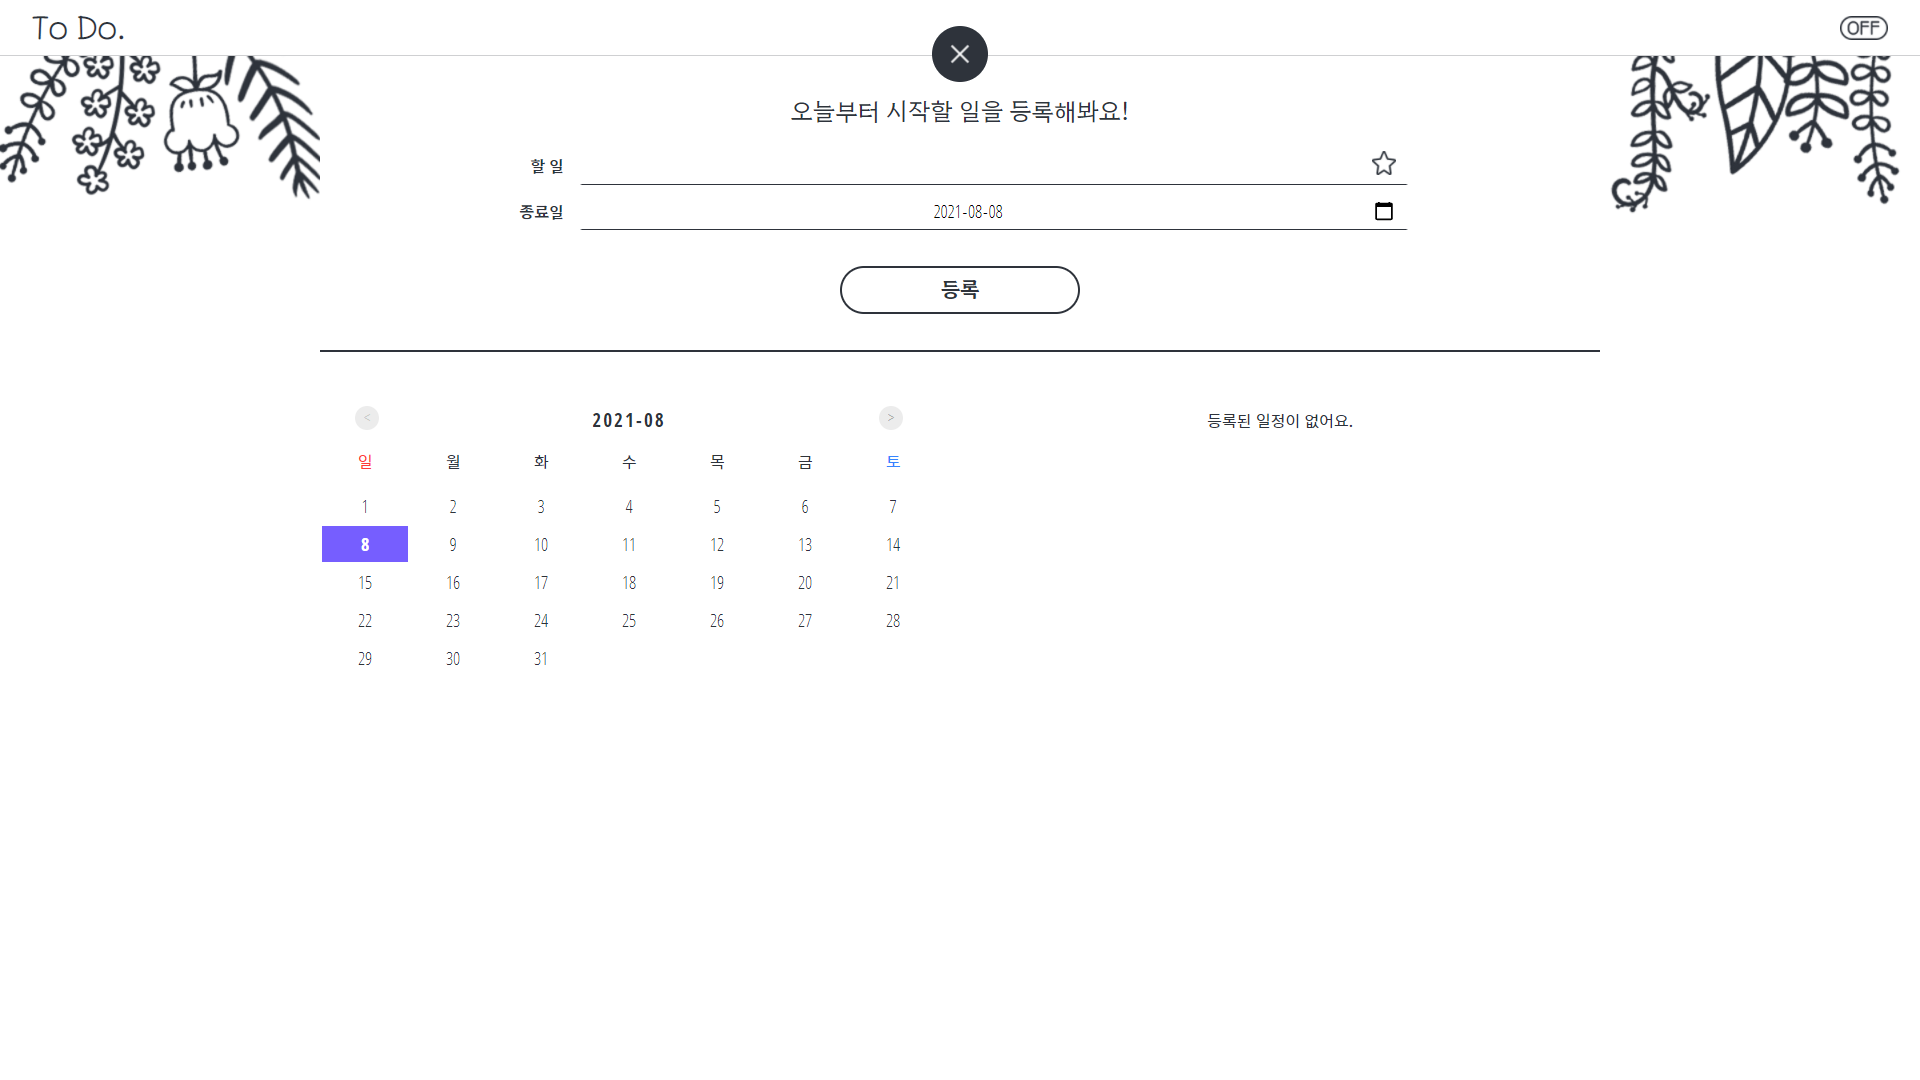 To Do.
OFF
오늘부터 시작할 일을 등록해봐요!
할 일
종료일 2021-08-08
등록
< 2021-08 >
일 월 화 수 목 금 토
1 2 3 4 5 6 7
8 9 10 11 12 13 14
15 16 17 18 19 20 21
22 23 24 25 26 27 28
29 30 31
등록된 일정이 없어요.